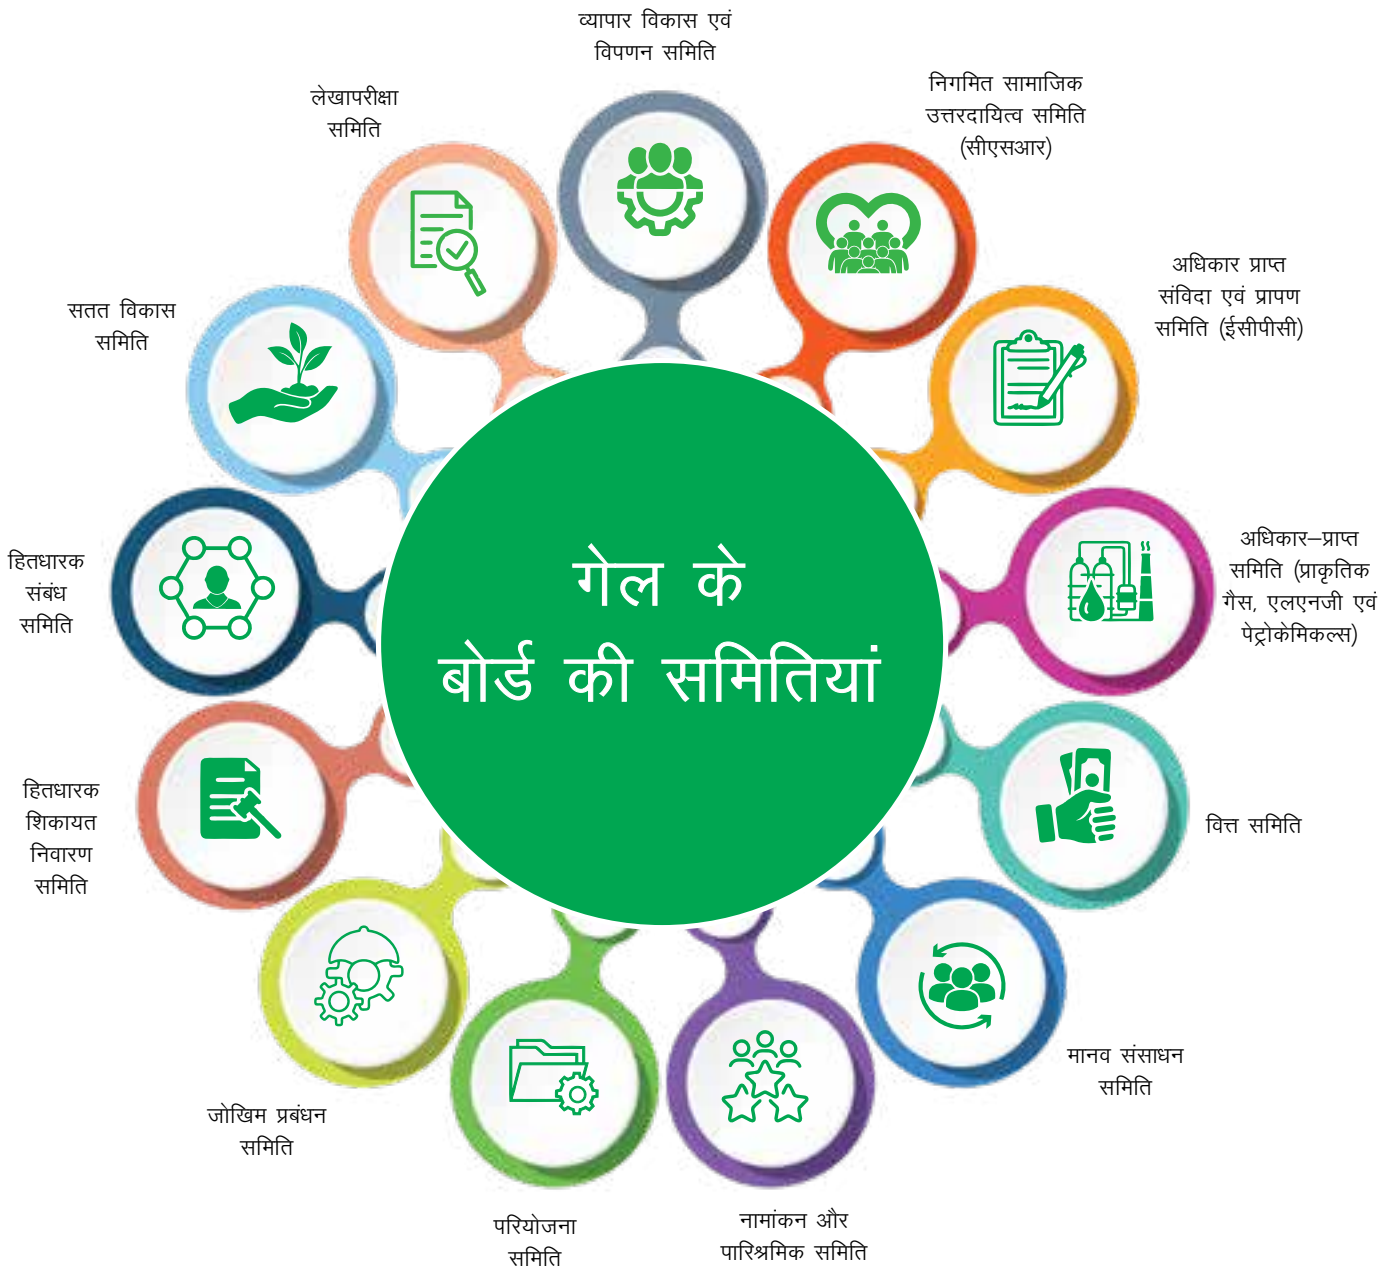 व्यापार विकास एवं
विपणन समिति
निगमित सामाजिक
उत्तरदायित्व समिति
(सीएसआर)
अधिकार प्राप्त
संविदा एवं प्रापण
समिति (ईसीपीसी)
अधिकार–प्राप्त
समिति (प्राकृतिक
गैस, एलएनजी एवं
पेट्रोकेमिकल्स)
वित्त समिति
मानव संसाधन
समिति
नामांकन और
पारिश्रमिक समिति
परियोजना
समिति
जोखिम प्रबंधन
समिति
हितधारक
शिकायत
निवारण
समिति
हितधारक
संबंध
समिति
सतत विकास
समिति
लेखापरीक्षा
समिति
गेल के
बोर्ड की समितियां